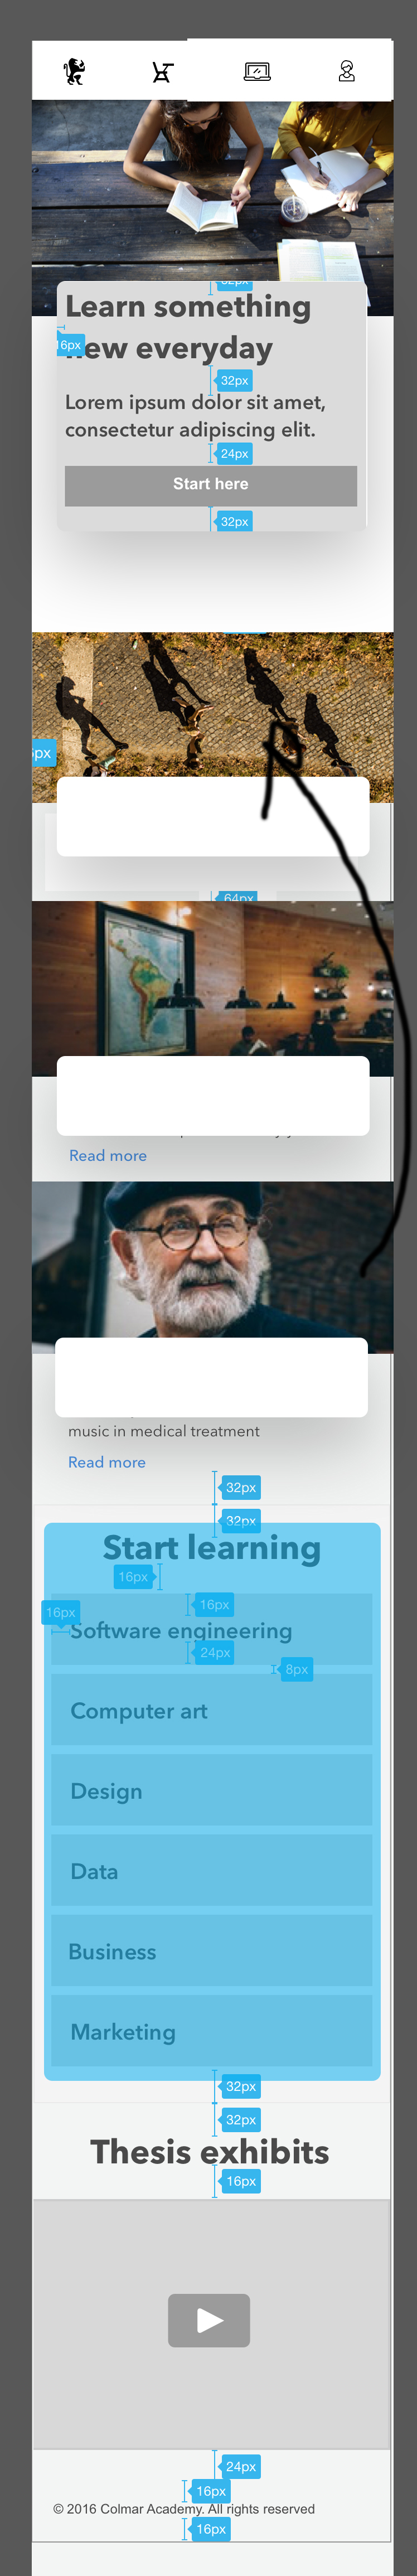 Learn something
16px
new everyday
32px
Lorem ipsum dolor sit amet,
consectetur adipiscing elit.
24px
Start here
32px
px
64px
Read more
music in medical treatment
Read more
32px
32px
Start learning
16px
16px
16px
Software engineering
24px
8px
Computer art
Design
Data
Business
Marketing
32px
32px
Thesis exhibits
16px
24px
16px
© 2016 Colmar Academy. All rights reserved
16px